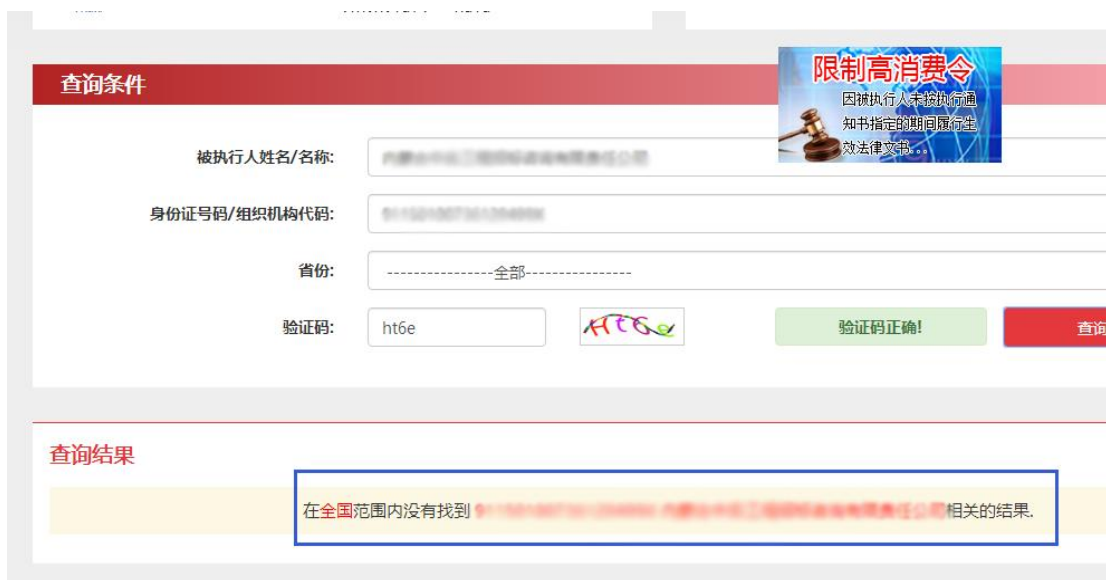 查询条件
限制高消费令
因被执行人未按执行通
知书指定的期间履行生
效法律文书...
被执行人姓名/名称:
身份证号码/组织机构代码:
省份:
----------------全部----------------
验证码:
ht6e
Ht6e
验证码正确!
查询
查询结果
在全国范围内没有找到
相关的结果.